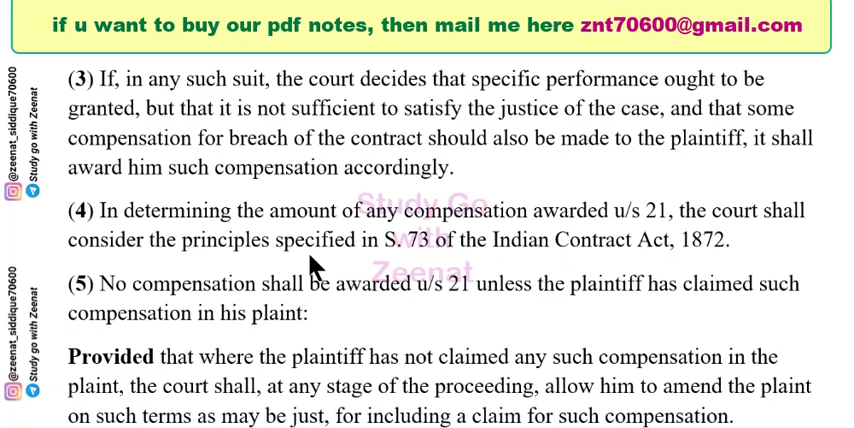 if u want to buy our pdf notes, then mail me here znt70600@gmail.com
(3) If, in any such suit, the court decides that specific performance ought to be
granted, but that it is not sufficient to satisfy the justice of the case, and that some
compensation for breach of the contract should also be made to the plaintiff, it shall
award him such compensation accordingly.
(4) In determining the amount of any compensation awarded u/s 21, the court shall
consider the principles specified in S. 73 of the Indian Contract Act, 1872.
(5) No compensation shall be awarded u/s 21 unless the plaintiff has claimed such
compensation in his plaint:
Provided that where the plaintiff has not claimed any such compensation in the
plaint, the court shall, at any stage of the proceeding, allow him to amend the plaint
on such terms as may be just, for including a claim for such compensation.
@zeenat_siddique70600
Study go with Zeenat
@zeenat_siddique70600
Study go with Zeenat
Study Go
with
Zeenat